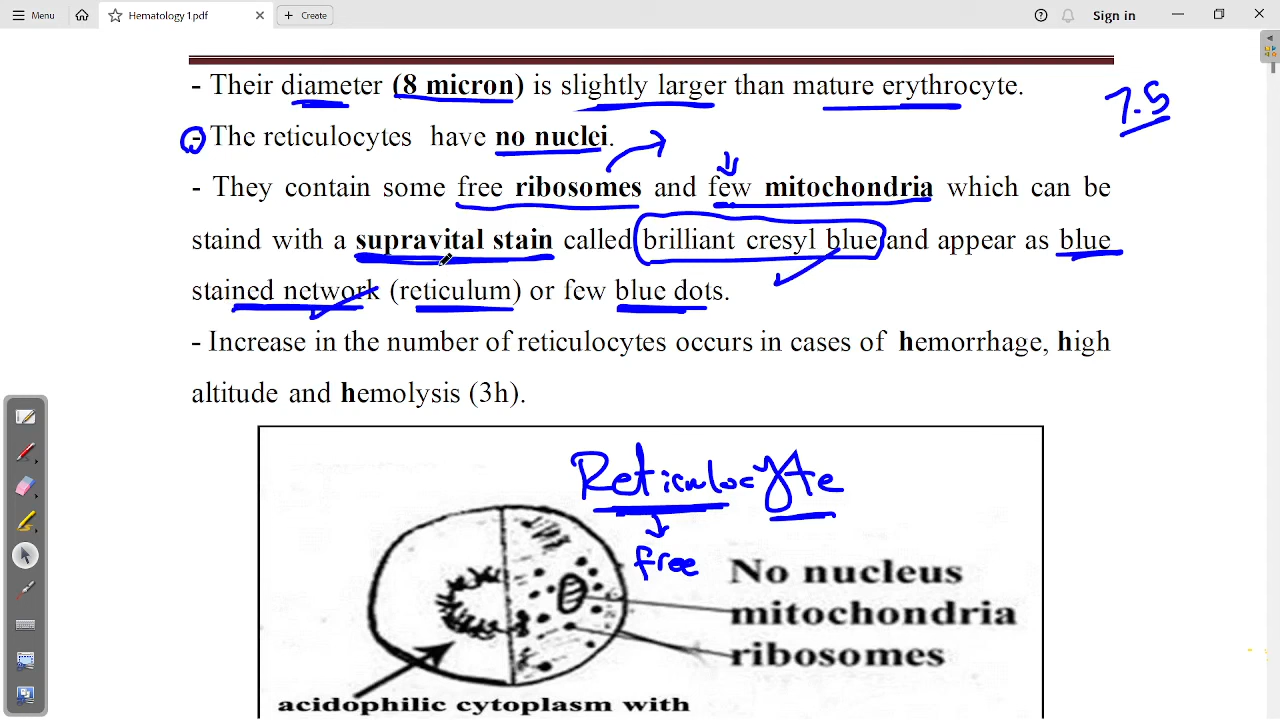 Menu
Hematology 1.pdf
+ Create
Sign in
- Their diameter (8 micron) is slightly larger than mature erythrocyte.
7.5
- The reticulocytes have no nuclei.
- They contain some free ribosomes and few mitochondria which can be
staind with a supravital stain called brilliant cresyl blue and appear as blue
stained network (reticulum) or few blue dots.
- Increase in the number of reticulocytes occurs in cases of hemorrhage, high
altitude and hemolysis (3h).
Reticulocyte
free
No nucleus
mitochondria
ribosomes
acidophilic cytoplasm with